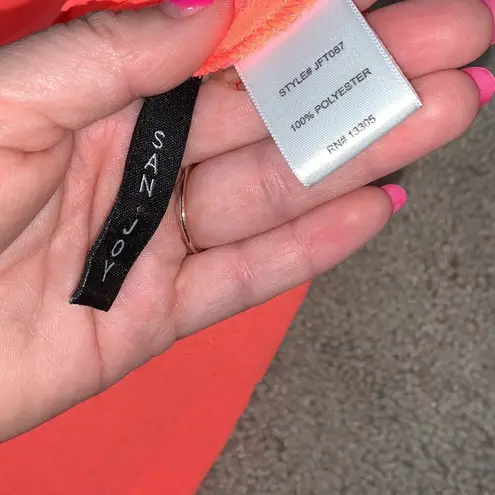 SAN JOY
STYLE# JFT087
100% POLYESTER
RN# 13305